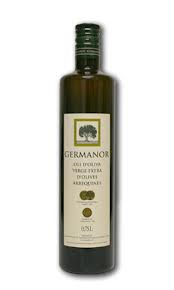 GERMANOR
OLI D'OLIVA
VERGE EXTRA
D'OLIVES
ARBEQUINES
0,75L